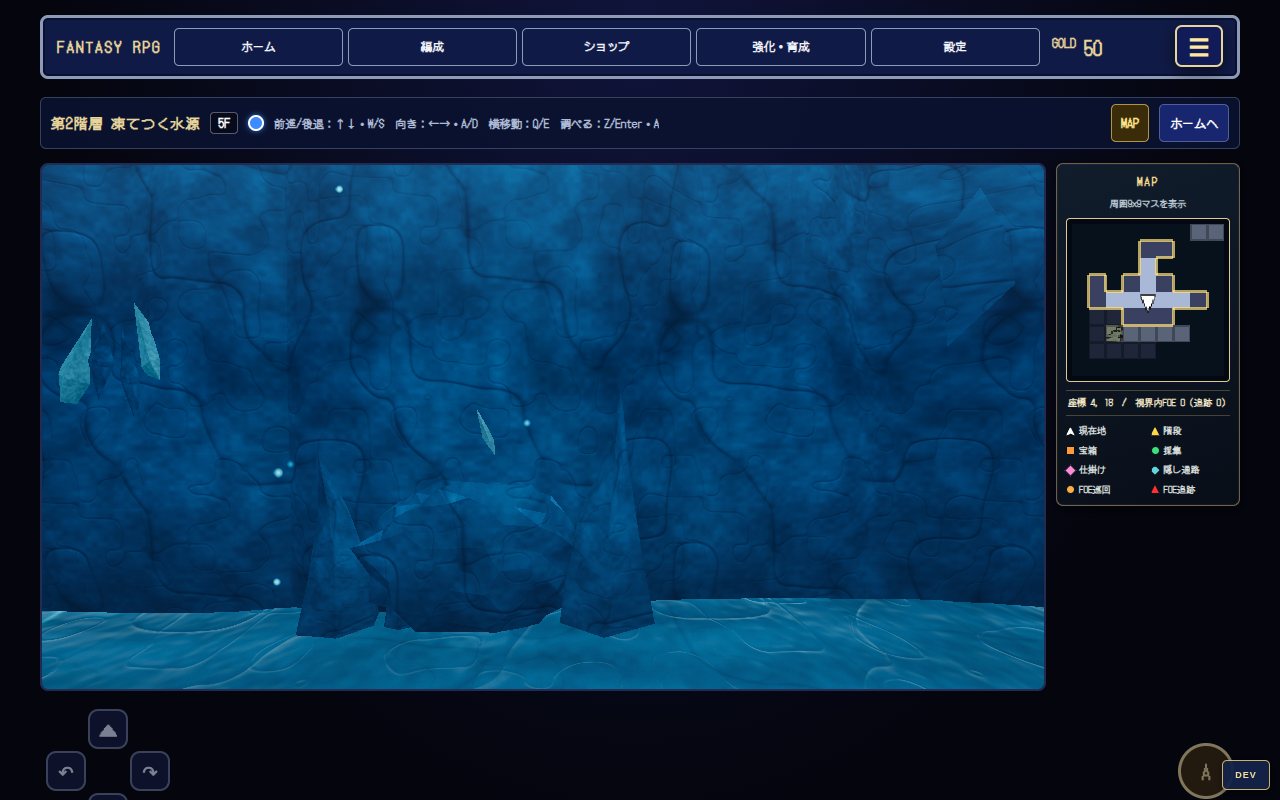 FANTASY RPG ホーム 編成 ショップ 強化・育成 設定 GOLD 50
第2階層 凍てつく水源 5F 前進/後退：↑↓・W/S 向き：←→・A/D 横移動：Q/E 調べる：Z/Enter・A MAP ホームへ
MAP
周囲9x9マスを表示
座標 4, 18 / 視界内FOE 0 (追跡 0)
現在地 階段
宝箱 採集
仕掛け 隠し通路
FOE巡回 FOE追跡
A DEV